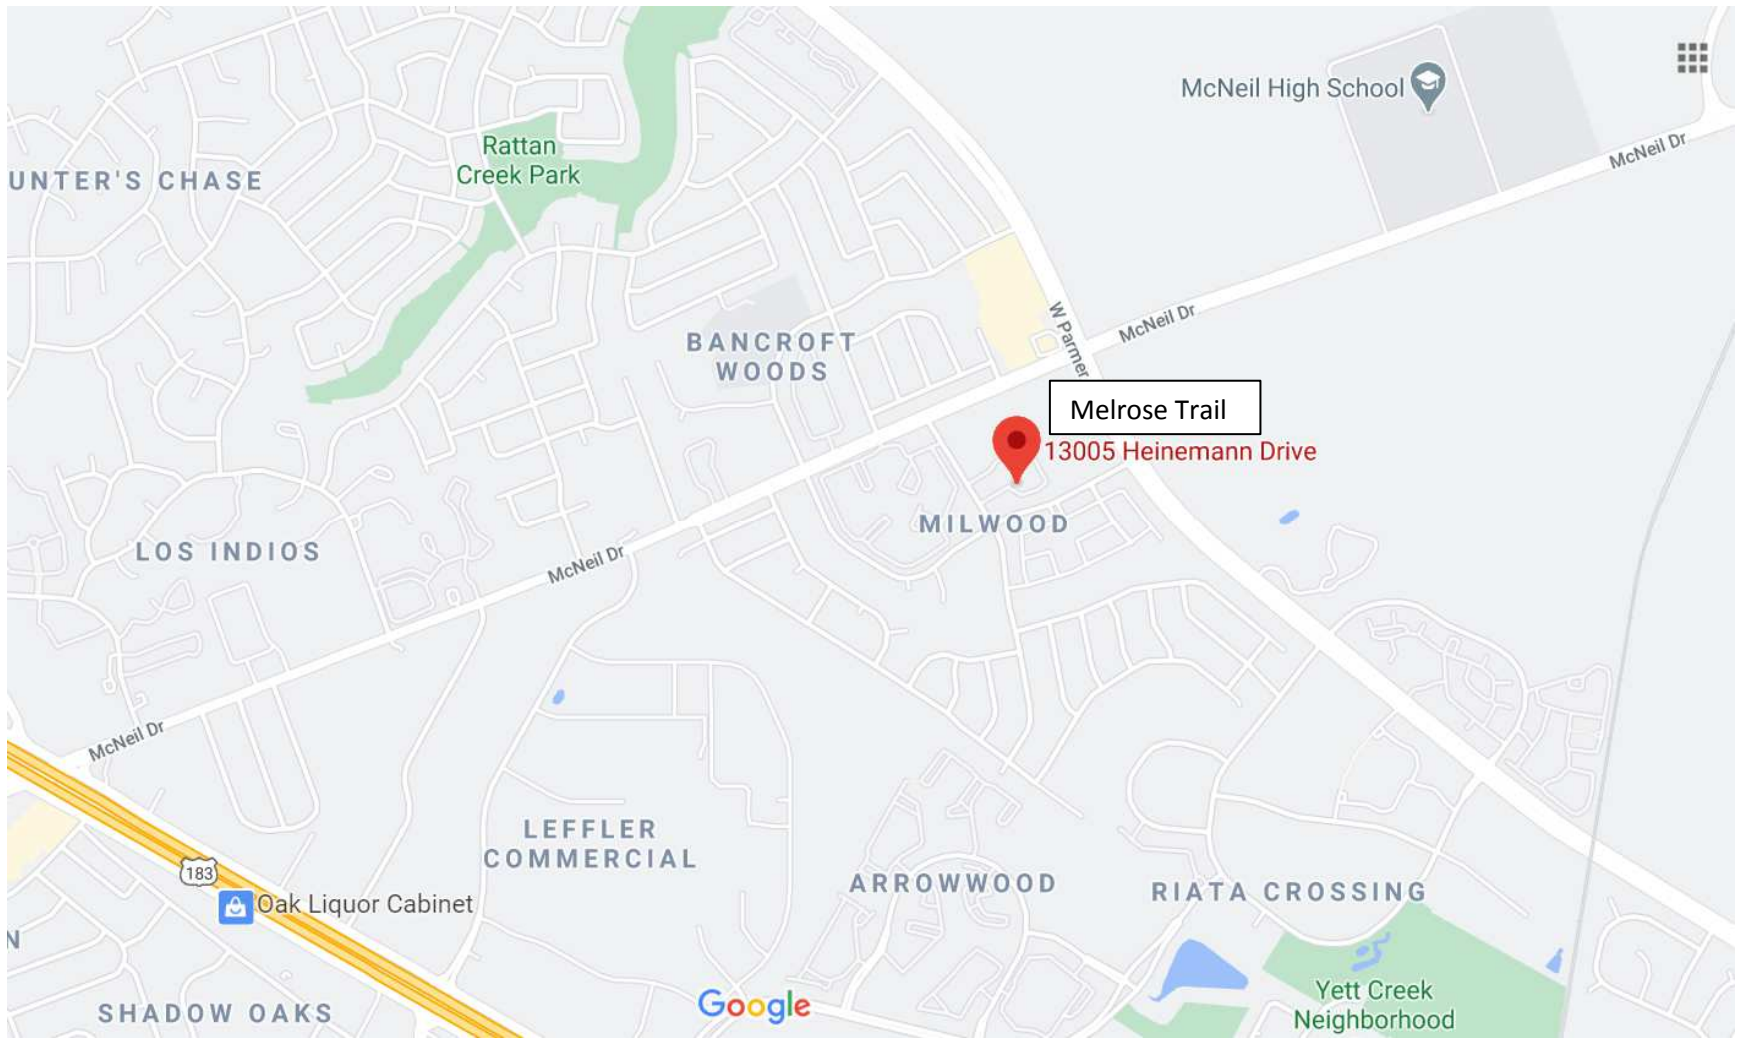 McNeil High School
McNeil Dr
Rattan
Creek Park
UNTER'S CHASE
McNeil Dr
W Parmer
BANCROFT
WOODS
Melrose Trail
13005 Heinemann Drive
MILWOOD
LOS INDIOS
McNeil Dr
McNeil Dr
LEFFLER
COMMERCIAL
183
ARROWWOOD
RIATA CROSSING
Oak Liquor Cabinet
N
Yett Creek
Neighborhood
SHADOW OAKS
Google